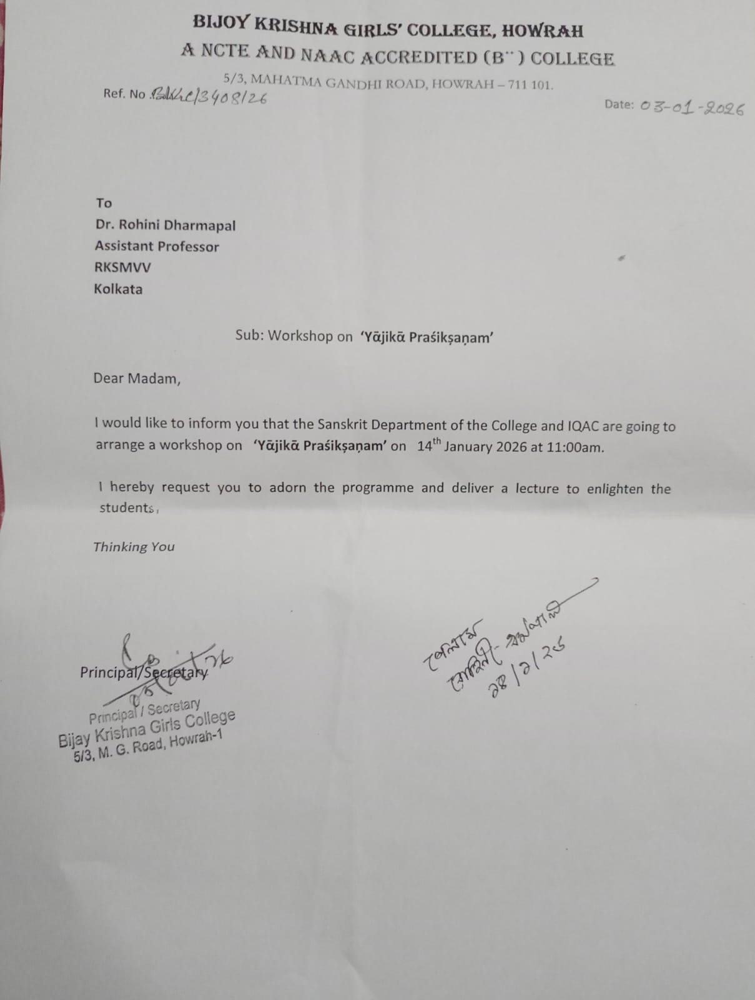 BIJOY KRISHNA GIRLS' COLLEGE, HOWRAH
A NCTE AND NAAC ACCREDITED (B¨) COLLEGE
5/3, MAHATMA GANDHI ROAD, HOWRAH – 711 101.
Ref. No. BKGC/3408/26
Date: 03-01-2026
To
Dr. Rohini Dharmapal
Assistant Professor
RKSMVV
Kolkata
Sub: Workshop on 'Yājikā Praśikṣaṇam'
Dear Madam,
I would like to inform you that the Sanskrit Department of the College and IQAC are going to
arrange a workshop on 'Yājikā Praśikṣaṇam' on 14th January 2026 at 11:00am.
I hereby request you to adorn the programme and deliver a lecture to enlighten the
students,
Thinking You
পেলাম
রোহিণী ধর্মপাল
১৪/১/২৬
Principal/Secretary
Principal / Secretary
Bijay Krishna Girls College
5/3, M. G. Road, Howrah-1